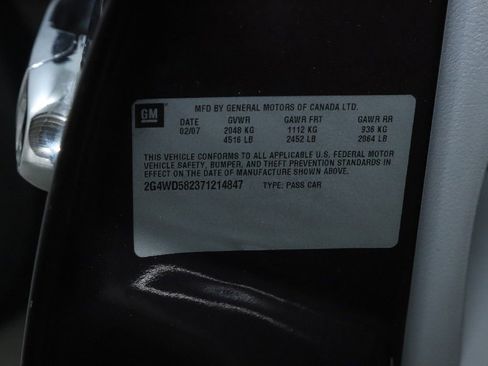 GM
MFD BY GENERAL MOTORS OF CANADA LTD.
DATE GVWR GAWR FRT GAWR RR
02/07 2048 KG 1112 KG 936 KG
4516 LB 2452 LB 2064 LB
THIS VEHICLE CONFORMS TO ALL APPLICABLE U.S. FEDERAL MOTOR
VEHICLE SAFETY, BUMPER, AND THEFT PREVENTION STANDARDS IN
EFFECT ON THE DATE OF MANUFACTURE SHOWN ABOVE.
2G4WD582371214847 TYPE: PASS CAR